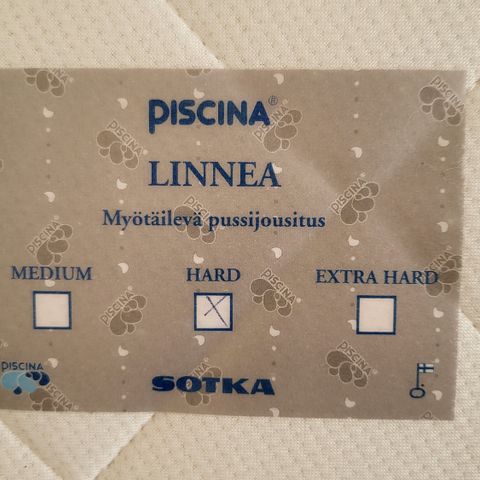 PISCINA®
LINNEA
Myötäilevä pussijousitus
MEDIUM HARD EXTRA HARD
X
PISCINA SOTKA